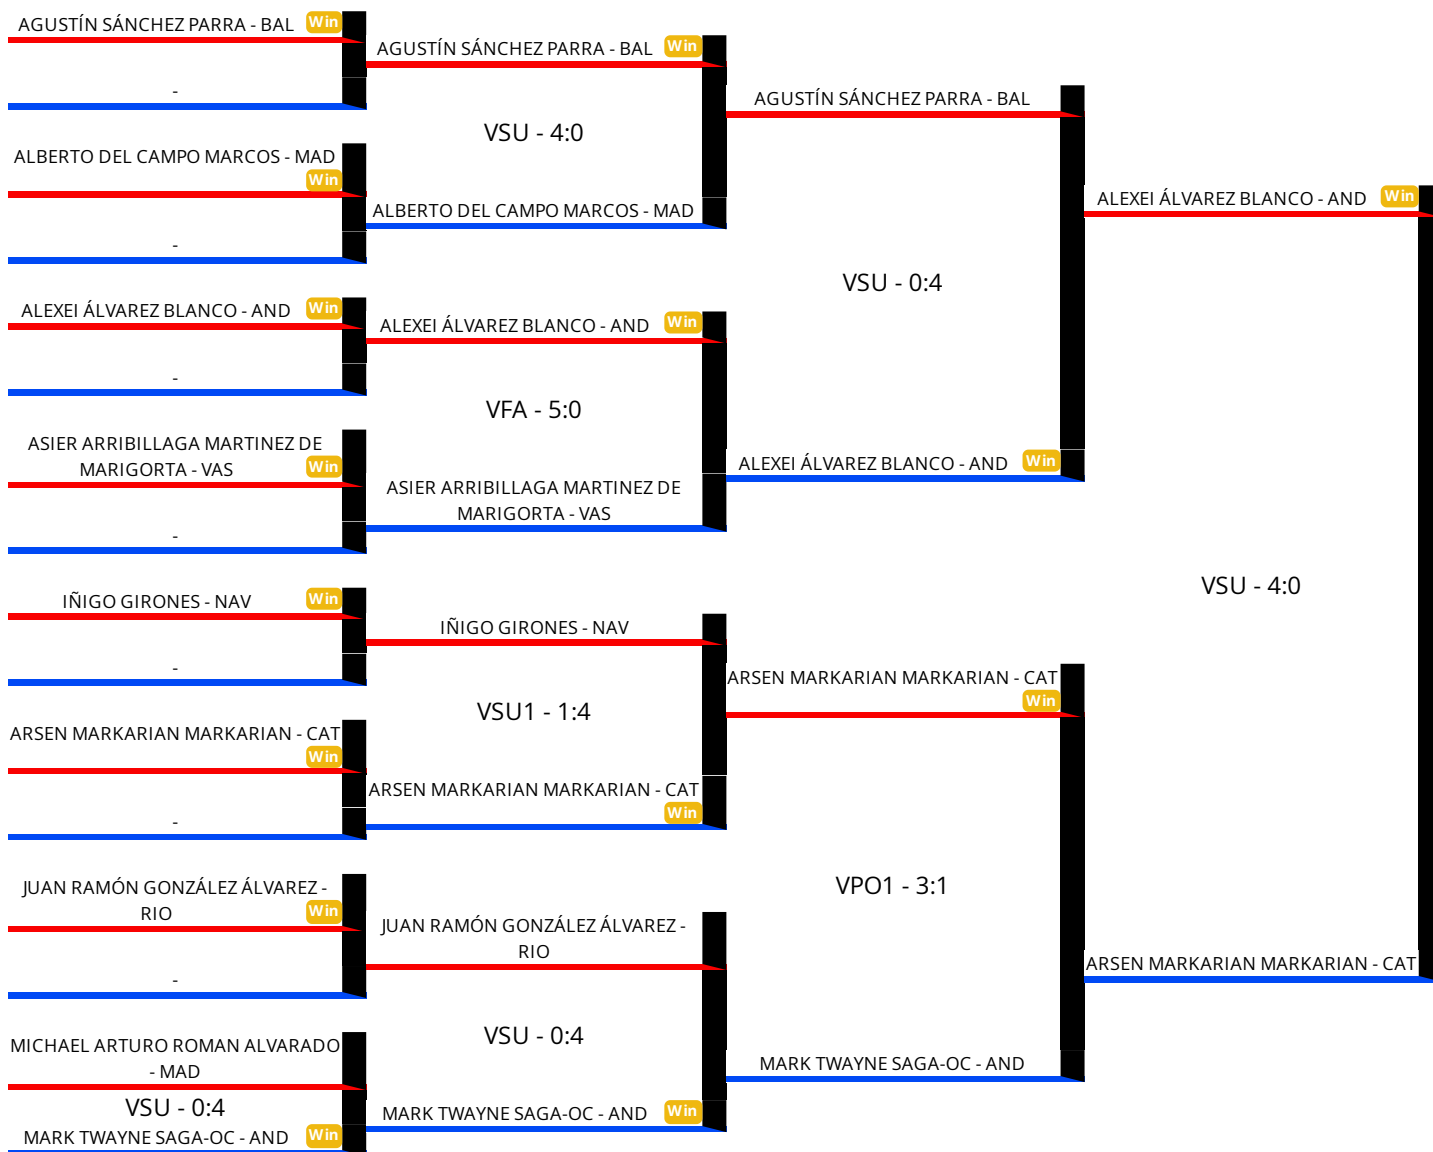 AGUSTÍN SÁNCHEZ PARRA - BAL Win
-
ALBERTO DEL CAMPO MARCOS - MAD
Win
-
ALEXEI ÁLVAREZ BLANCO - AND Win
-
ASIER ARRIBILLAGA MARTINEZ DE
MARIGORTA - VAS Win
-
IÑIGO GIRONES - NAV Win
-
ARSEN MARKARIAN MARKARIAN - CAT
Win
-
JUAN RAMÓN GONZÁLEZ ÁLVAREZ -
RIO Win
-
MICHAEL ARTURO ROMAN ALVARADO
- MAD
VSU - 0:4
MARK TWAYNE SAGA-OC - AND Win
AGUSTÍN SÁNCHEZ PARRA - BAL Win
VSU - 4:0
ALBERTO DEL CAMPO MARCOS - MAD
ALEXEI ÁLVAREZ BLANCO - AND Win
VFA - 5:0
ASIER ARRIBILLAGA MARTINEZ DE
MARIGORTA - VAS
IÑIGO GIRONES - NAV
VSU1 - 1:4
ARSEN MARKARIAN MARKARIAN - CAT
Win
JUAN RAMÓN GONZÁLEZ ÁLVAREZ -
RIO
VSU - 0:4
MARK TWAYNE SAGA-OC - AND Win
AGUSTÍN SÁNCHEZ PARRA - BAL
VSU - 0:4
ALEXEI ÁLVAREZ BLANCO - AND Win
ARSEN MARKARIAN MARKARIAN - CAT
Win
VPO1 - 3:1
MARK TWAYNE SAGA-OC - AND
ALEXEI ÁLVAREZ BLANCO - AND Win
VSU - 4:0
ARSEN MARKARIAN MARKARIAN - CAT